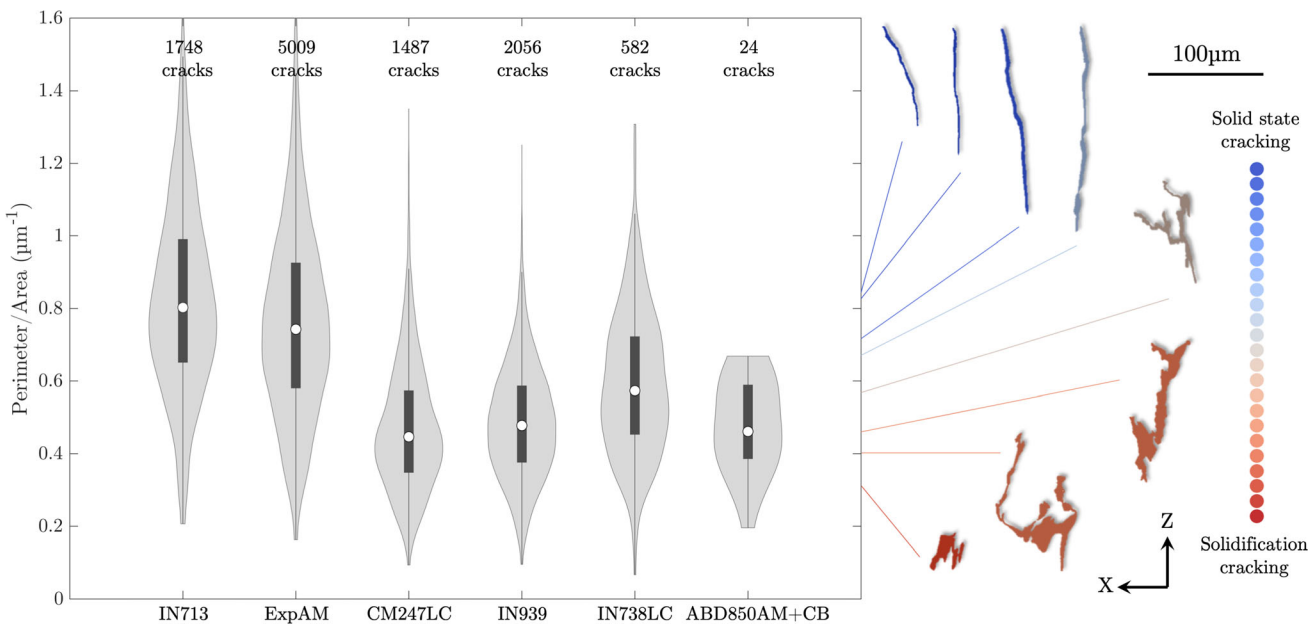 1.6
1.4
1.2
1
0.8
0.6
0.4
0.2
0
Perimeter/Area (µm⁻¹)
1748
cracks
5009
cracks
1487
cracks
2056
cracks
582
cracks
24
cracks
IN713
ExpAM
CM247LC
IN939
IN738LC
ABD850AM+CB
100µm
Solid state
cracking
Solidification
cracking
Z
X